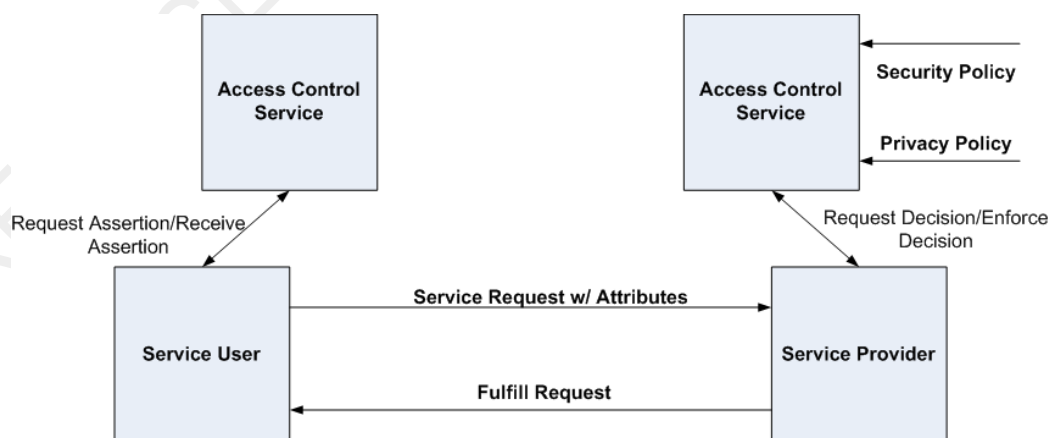 Access Control
Service
Access Control
Service
Security Policy
Privacy Policy
Request Assertion/Receive
Assertion
Request Decision/Enforce
Decision
Service Request w/ Attributes
Service User
Service Provider
Fulfill Request